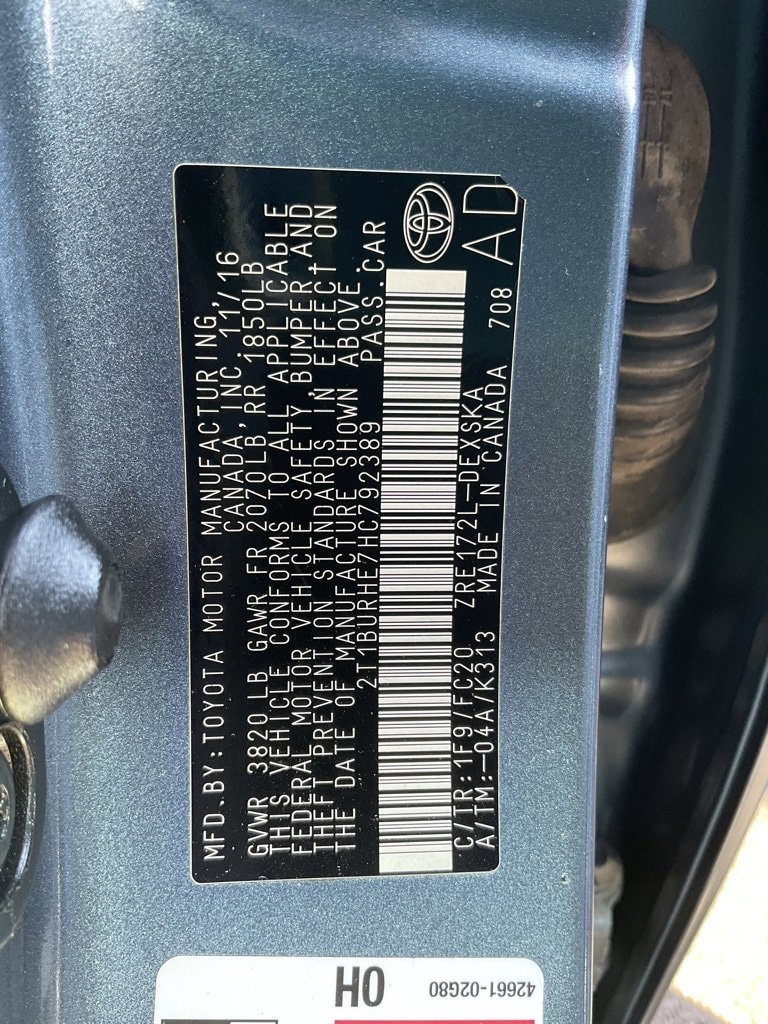 MFD.BY:TOYOTA MOTOR MANUFACTURING,
CANADA,INC. 11/16
GVWR 3820LB GAWR FR 2070LB,RR 1850LB
THIS VEHICLE CONFORMS TO ALL APPLICABLE
FEDERAL MOTOR VEHICLE SAFETY, BUMPER,AND
THEFT PREVENTION STANDARDS IN EFFECT ON
THE DATE OF MANUFACTURE SHOWN ABOVE.
2T1BURHE7HC792389 PASS.CAR
C/TR:1F9/FC20 ZRE172L-DEXSKA
A/TM:-04A/K313 MADE IN CANADA 708 AD
42661-02G80
OH